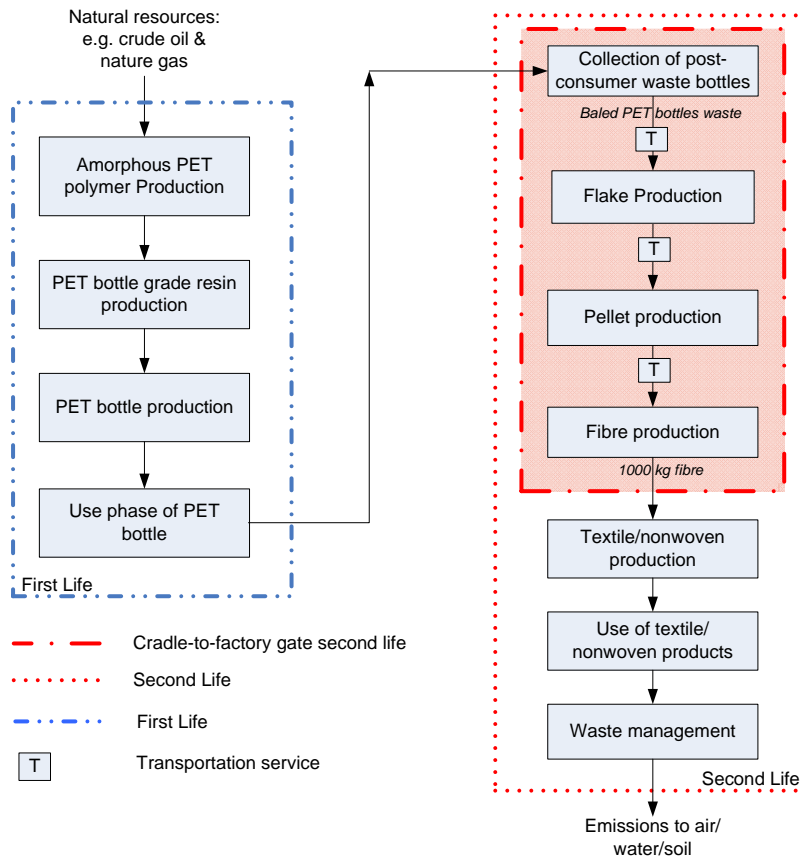 Natural resources:
e.g. crude oil &
nature gas
Amorphous PET
polymer Production
PET bottle grade resin
production
PET bottle production
Use phase of PET
bottle
First Life
Collection of post-
consumer waste bottles
Baled PET bottles waste
T
Flake Production
T
Pellet production
T
Fibre production
1000 kg fibre
Textile/nonwoven
production
Use of textile/
nonwoven products
Waste management
Second Life
Emissions to air/
water/soil
Cradle-to-factory gate second life
Second Life
First Life
T
Transportation service